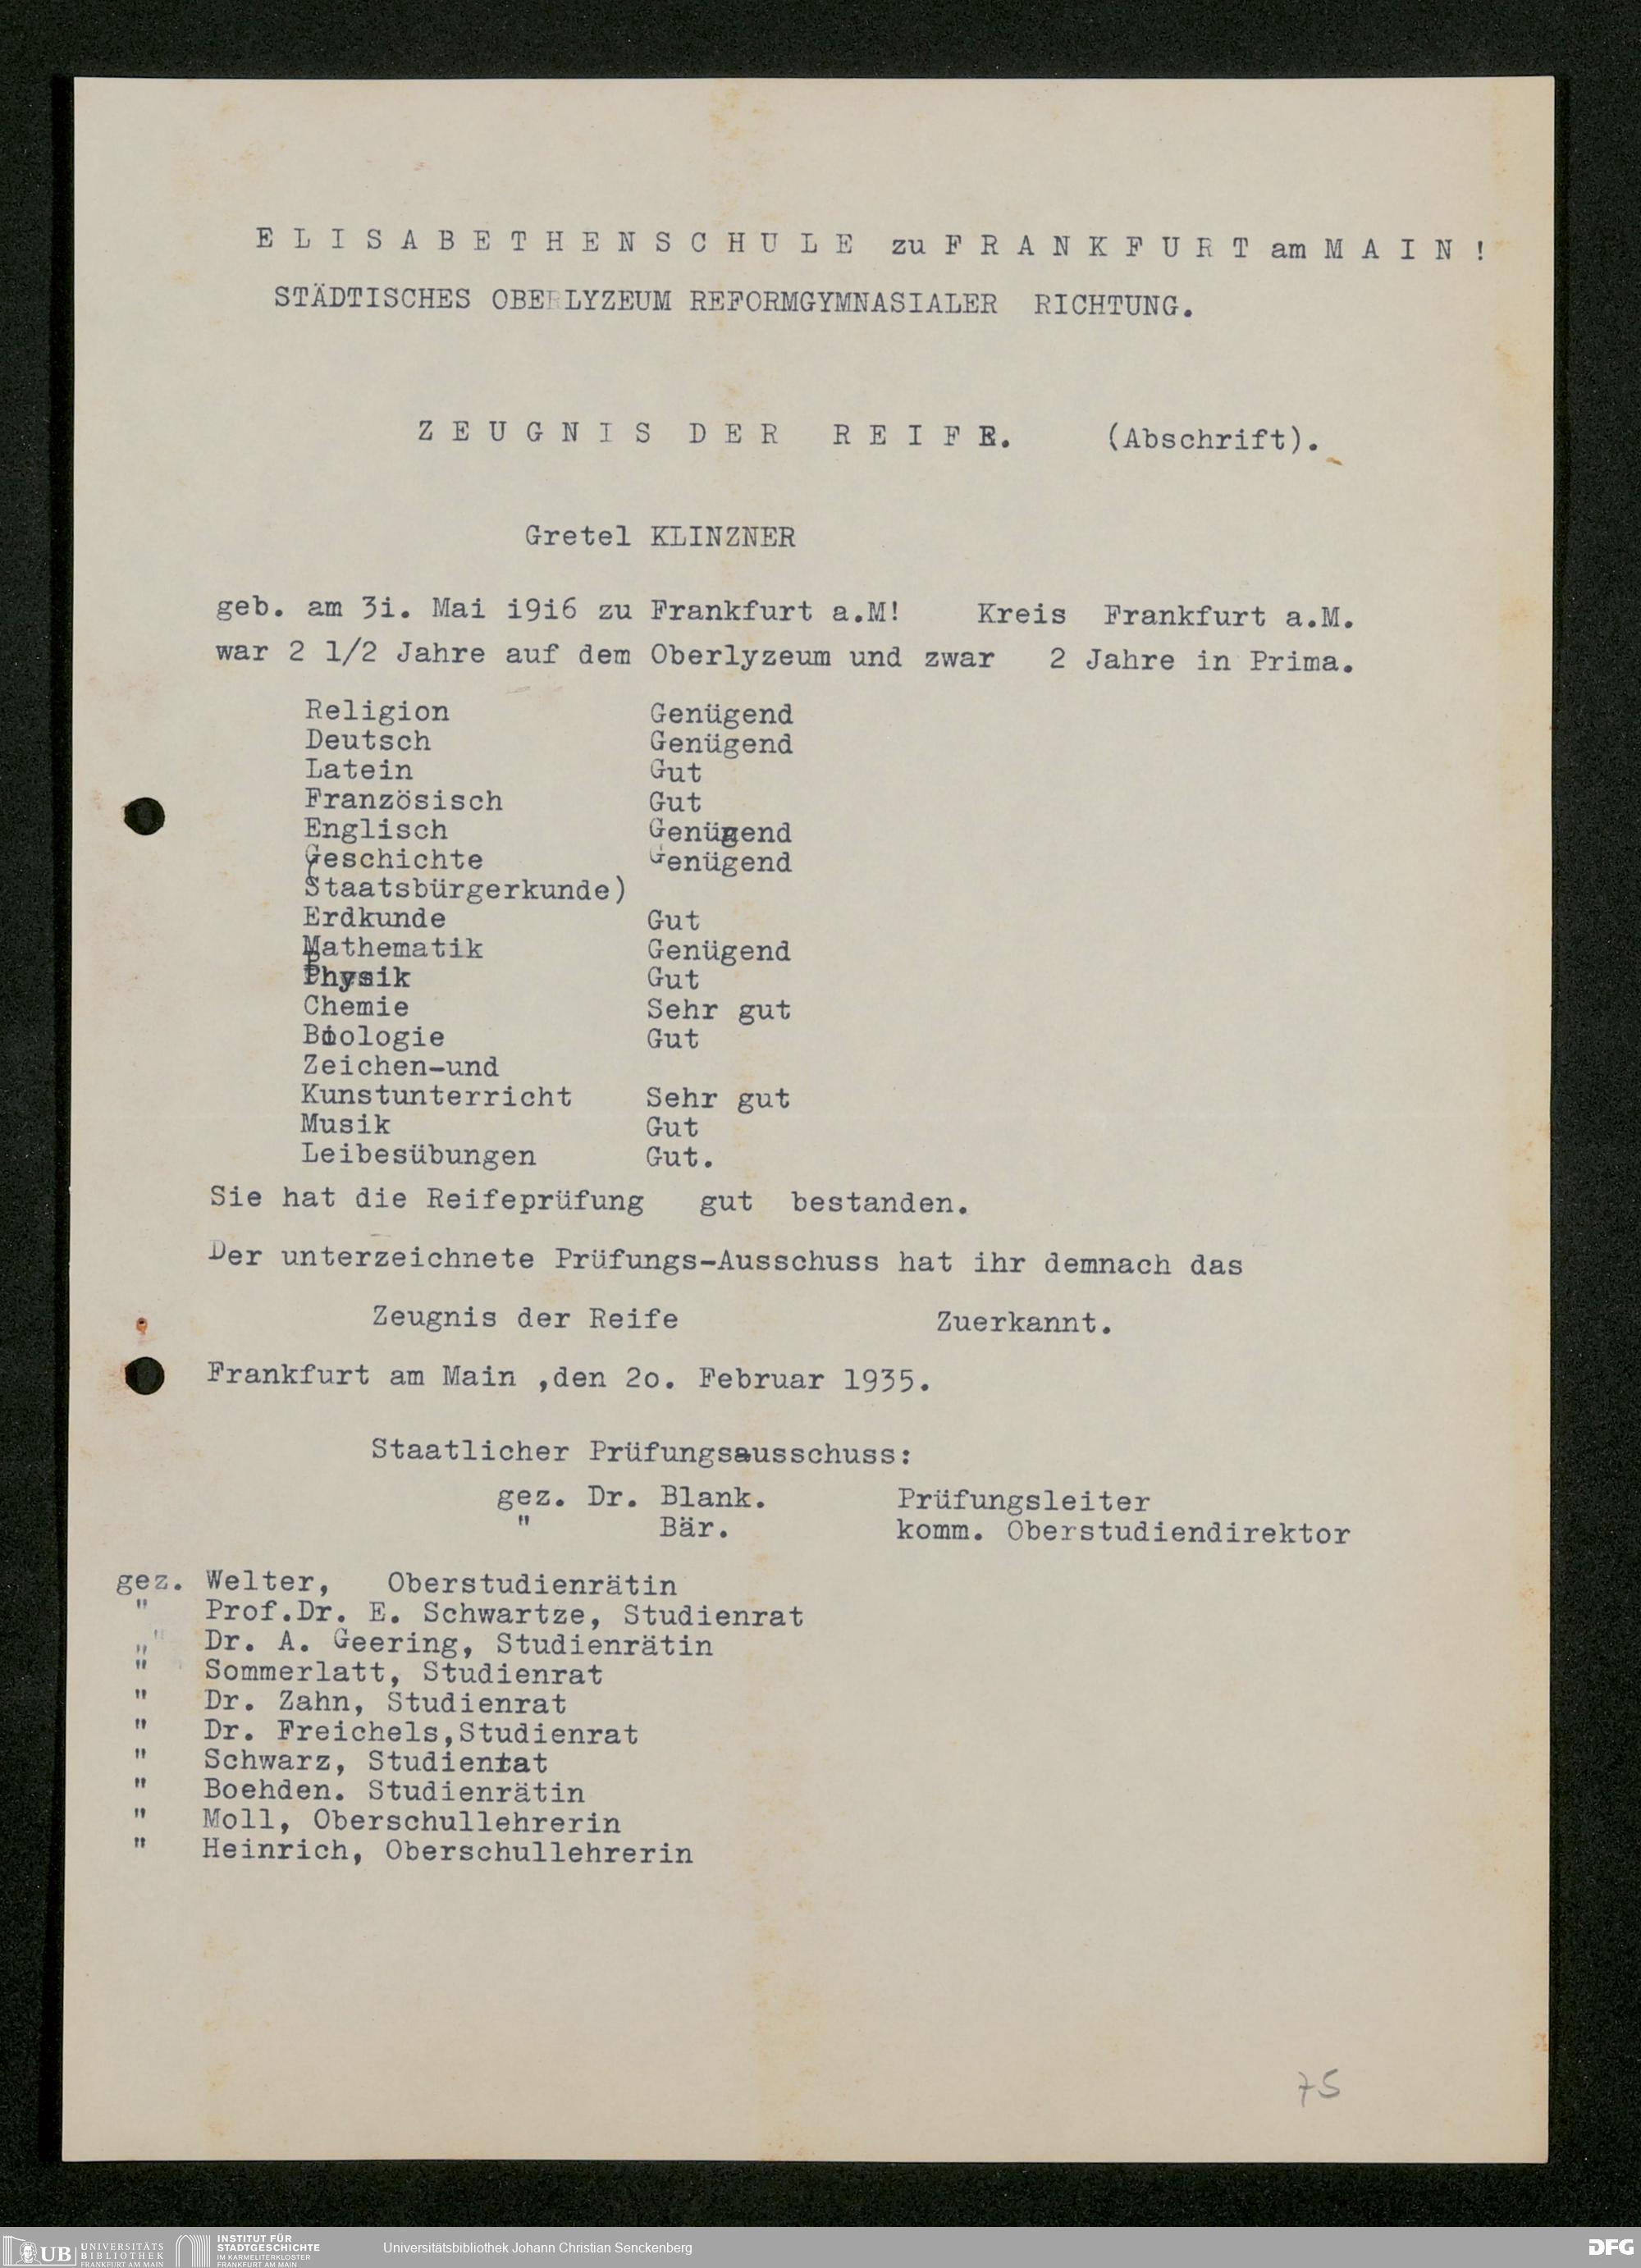 ELISABETHENSCHULE zu FRANKFURT am MAIN!
STÄDTISCHES OBERLYZEUM REFORMGYMNASIALER RICHTUNG.
ZEUGNIS DER REIFE. (Abschrift).
Gretel KLINZNER
geb. am 3i. Mai i9i6 zu Frankfurt a.M! Kreis Frankfurt a.M.
war 2 1/2 Jahre auf dem Oberlyzeum und zwar 2 Jahre in Prima.
Religion Genügend
Deutsch Genügend
Latein Gut
Französisch Gut
Englisch Genügend
Geschichte Genügend
(Staatsbürgerkunde)
Erdkunde Gut
Mathematik Genügend
Physik Gut
Chemie Sehr gut
Biologie Gut
Zeichen-und
Kunstunterricht Sehr gut
Musik Gut
Leibesübungen Gut.
Sie hat die Reifeprüfung gut bestanden.
Der unterzeichnete Prüfungs-Ausschuss hat ihr demnach das
Zeugnis der Reife Zuerkannt.
Frankfurt am Main ,den 2o. Februar 1935.
Staatlicher Prüfungsausschuss:
gez. Dr. Blank. Prüfungsleiter
" Bär. komm. Oberstudiendirektor
gez. Welter, Oberstudienrätin
" Prof.Dr. E. Schwartze, Studienrat
" Dr. A. Geering, Studienrätin
" Sommerlatt, Studienrat
" Dr. Zahn, Studienrat
" Dr. Freichels,Studienrat
" Schwarz, Studienrat
" Boehden. Studienrätin
" Moll, Oberschullehrerin
" Heinrich, Oberschullehrerin
75
UB UNIVERSITÄTS BIBLIOTHEK FRANKFURT AM MAIN
INSTITUT FÜR STADTGESCHICHTE IM KARMELITERKLOSTER FRANKFURT AM MAIN
Universitätsbibliothek Johann Christian Senckenberg
DFG